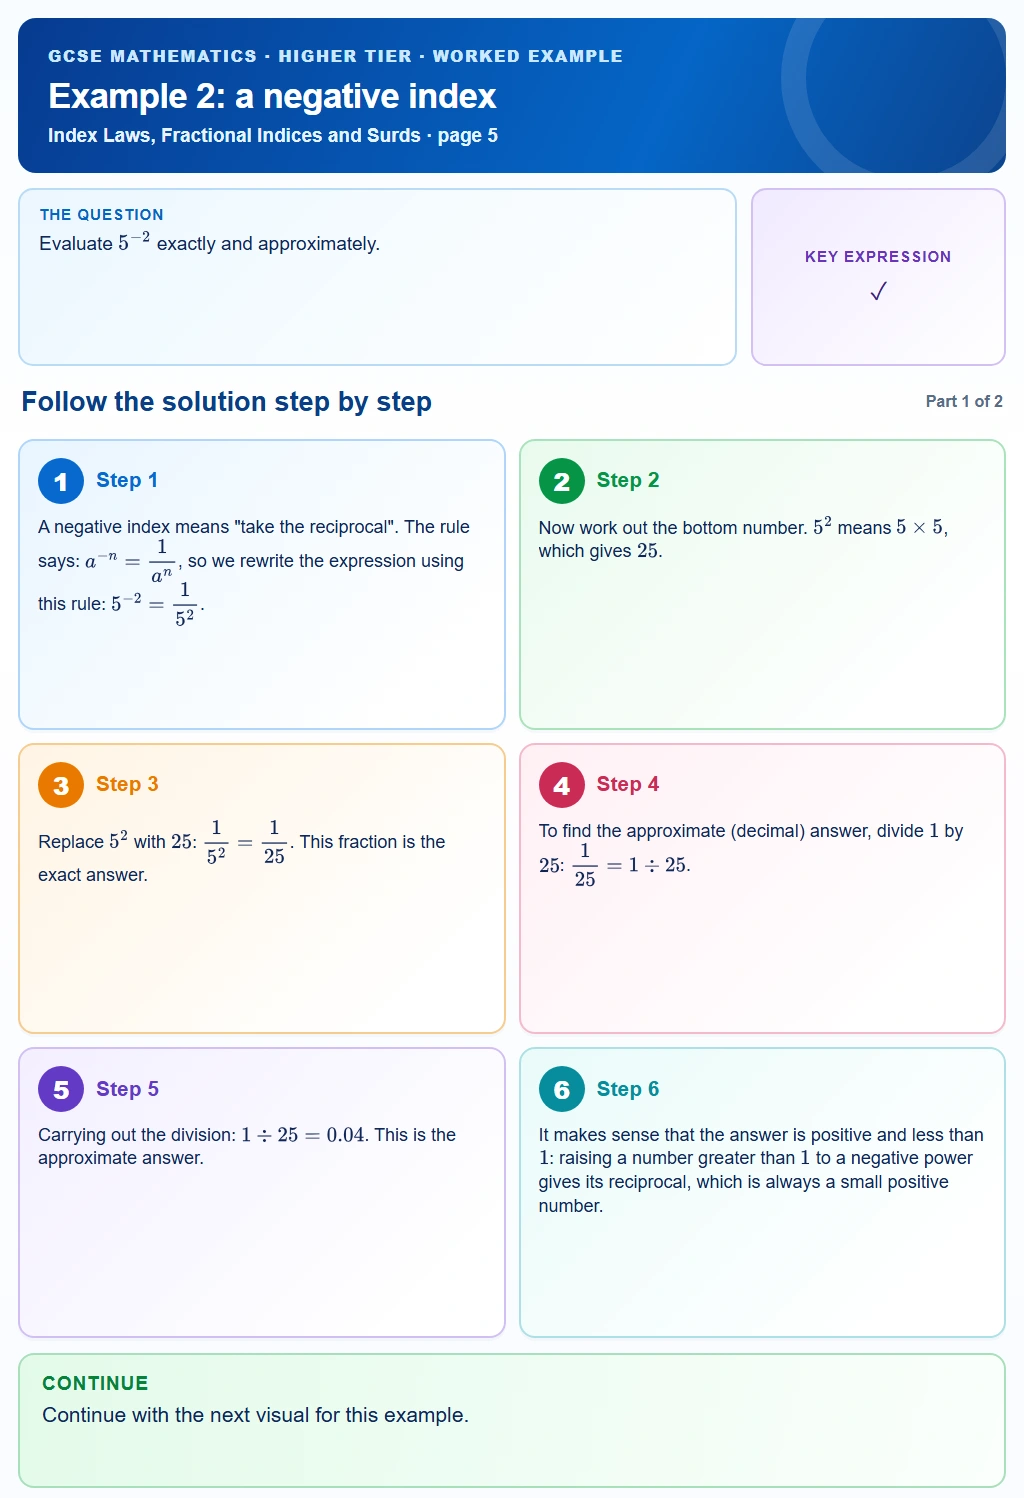 GCSE MATHEMATICS · HIGHER TIER · WORKED EXAMPLE
Example 2: a negative index
Index Laws, Fractional Indices and Surds · page 5
THE QUESTION
Evaluate $5^{-2}$ exactly and approximately.
KEY EXPRESSION
✓
Follow the solution step by step
Part 1 of 2
1 Step 1
A negative index means "take the reciprocal". The rule
says: $a^{-n} = \dfrac{1}{a^n}$, so we rewrite the expression using
this rule: $5^{-2} = \dfrac{1}{5^2}$.
2 Step 2
Now work out the bottom number. $5^2$ means $5 \times 5$,
which gives $25$.
3 Step 3
Replace $5^2$ with $25$: $\dfrac{1}{5^2} = \dfrac{1}{25}$. This fraction is the
exact answer.
4 Step 4
To find the approximate (decimal) answer, divide $1$ by
$25$: $\dfrac{1}{25} = 1 \div 25$.
5 Step 5
Carrying out the division: $1 \div 25 = 0.04$. This is the
approximate answer.
6 Step 6
It makes sense that the answer is positive and less than
$1$: raising a number greater than $1$ to a negative power
gives its reciprocal, which is always a small positive
number.
CONTINUE
Continue with the next visual for this example.